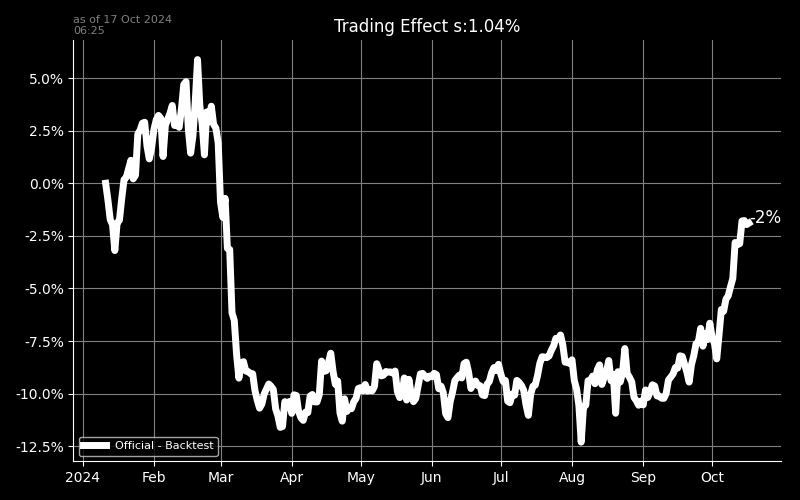 as of 17 Oct 2024
06:25
Trading Effect s:1.04%
5.0%
2.5%
0.0%
-2.5%
-5.0%
-7.5%
-10.0%
-12.5%
-2%
Official - Backtest
2024 Feb Mar Apr May Jun Jul Aug Sep Oct